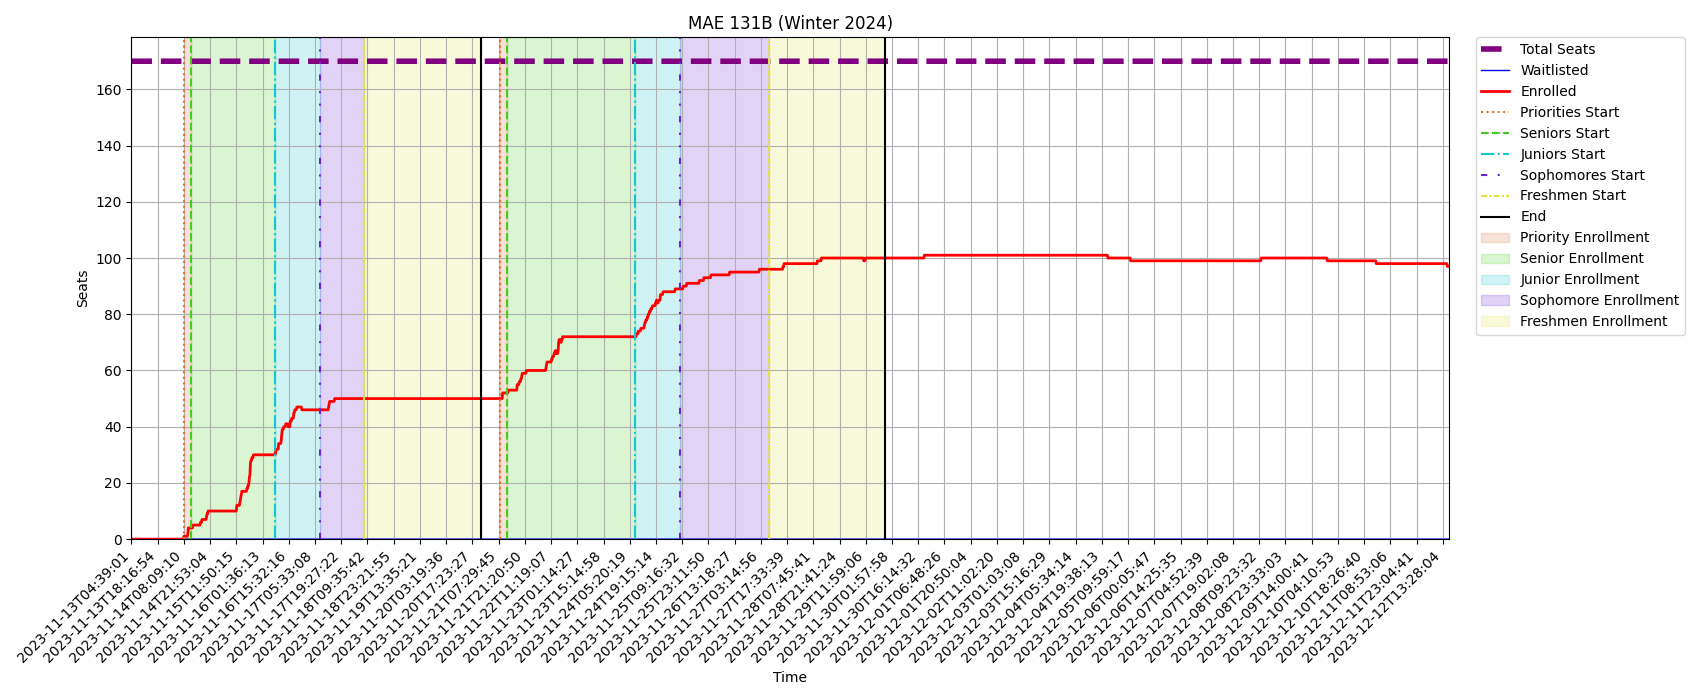 MAE 131B (Winter 2024)
Seats
160
140
120
100
80
60
40
20
0
2023-11-13T04:39:01
2023-11-13T18:16:54
2023-11-14T08:09:10
2023-11-14T21:53:04
2023-11-15T11:50:15
2023-11-16T01:36:13
2023-11-16T15:32:16
2023-11-17T05:33:08
2023-11-17T19:27:22
2023-11-18T09:35:42
2023-11-18T23:21:55
2023-11-19T13:35:21
2023-11-20T03:19:36
2023-11-20T17:23:27
2023-11-21T07:29:45
2023-11-21T21:20:50
2023-11-22T11:19:07
2023-11-23T01:14:27
2023-11-23T15:14:58
2023-11-24T05:20:19
2023-11-24T19:15:14
2023-11-25T09:16:32
2023-11-25T23:11:50
2023-11-26T13:18:27
2023-11-27T03:14:56
2023-11-27T17:33:39
2023-11-28T07:45:41
2023-11-28T21:41:24
2023-11-29T11:59:06
2023-11-30T01:57:58
2023-11-30T16:14:32
2023-12-01T06:48:26
2023-12-01T20:50:04
2023-12-02T11:02:20
2023-12-03T01:03:08
2023-12-03T15:16:29
2023-12-04T05:34:14
2023-12-04T19:38:13
2023-12-05T09:59:17
2023-12-06T00:05:47
2023-12-06T14:25:35
2023-12-07T04:52:39
2023-12-07T19:02:08
2023-12-08T09:23:32
2023-12-08T23:33:03
2023-12-09T14:00:41
2023-12-10T04:10:53
2023-12-10T18:26:40
2023-12-11T08:53:06
2023-12-11T23:04:41
2023-12-12T13:28:04
Time
Total Seats
Waitlisted
Enrolled
Priorities Start
Seniors Start
Juniors Start
Sophomores Start
Freshmen Start
End
Priority Enrollment
Senior Enrollment
Junior Enrollment
Sophomore Enrollment
Freshmen Enrollment